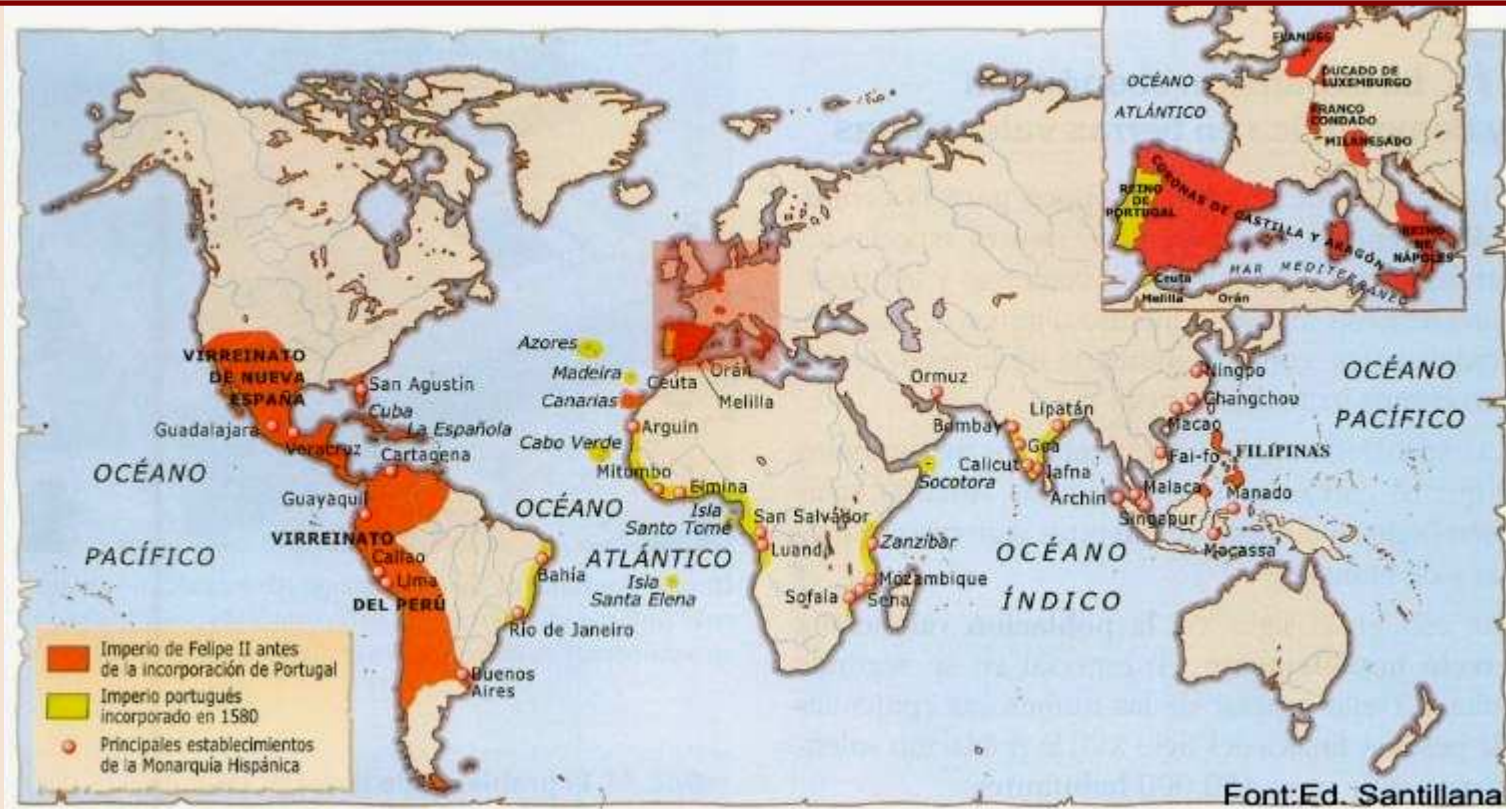 FLANDES
OCÉANO
ATLÁNTICO
DUCADO DE
LUXEMBURGO
FRANCO
CONDADO
MILANESADO
REINO
DE
PORTUGAL
CORONAS DE CASTILLA Y ARAGÓN
REINO
DE
NÁPOLES
MAR MEDITERRANEO
Ceuta
Melilla
Orán
VIRREINATO
DE NUEVA
ESPAÑA
San Agustín
Cuba
La Española
Guadalajara
Veracruz
Cartagena
Guayaquil
OCÉANO
PACÍFICO
VIRREINATO
DEL PERÚ
Callao
Lima
Bahía
Río de Janeiro
Buenos
Aires
Azores
Madeira
Canarias
Cabo Verde
Ceuta
Orán
Melilla
Arguin
Mitombo
Elmina
Isla
Santo Tomé
OCÉANO
ATLÁNTICO
Isla
Santa Elena
San Salvador
Luanda
Zanzíbar
Mozambique
Sena
Sofala
Socotora
Ormuz
Bombay
Lipatán
Goa
Calicut
Jafna
Archin
Malaca
Singapur
Macassa
Manado
FILÍPINAS
Fai-fo
Macao
Changchou
Ningpo
OCÉANO
PACÍFICO
OCÉANO
ÍNDICO
Imperio de Felipe II antes
de la incorporación de Portugal
Imperio portugués
incorporado en 1580
Principales establecimientos
de la Monarquía Hispánica
Font:Ed. Santillana